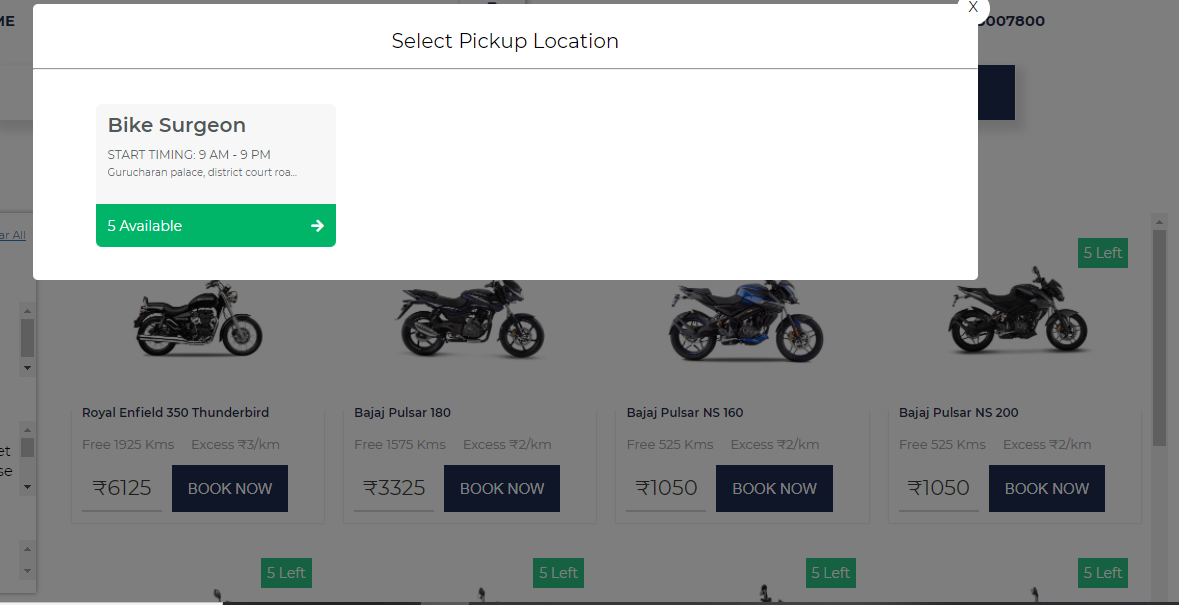 ME
X
5007800
Select Pickup Location
Bike Surgeon
START TIMING: 9 AM - 9 PM
Gurucharan palace, district court roa...
5 Available
ar All
5 Left
et
se
Royal Enfield 350 Thunderbird
Free 1925 Kms Excess ₹3/km
₹6125 BOOK NOW
Bajaj Pulsar 180
Free 1575 Kms Excess ₹2/km
₹3325 BOOK NOW
Bajaj Pulsar NS 160
Free 525 Kms Excess ₹2/km
₹1050 BOOK NOW
Bajaj Pulsar NS 200
Free 525 Kms Excess ₹2/km
₹1050 BOOK NOW
5 Left
5 Left
5 Left
5 Left